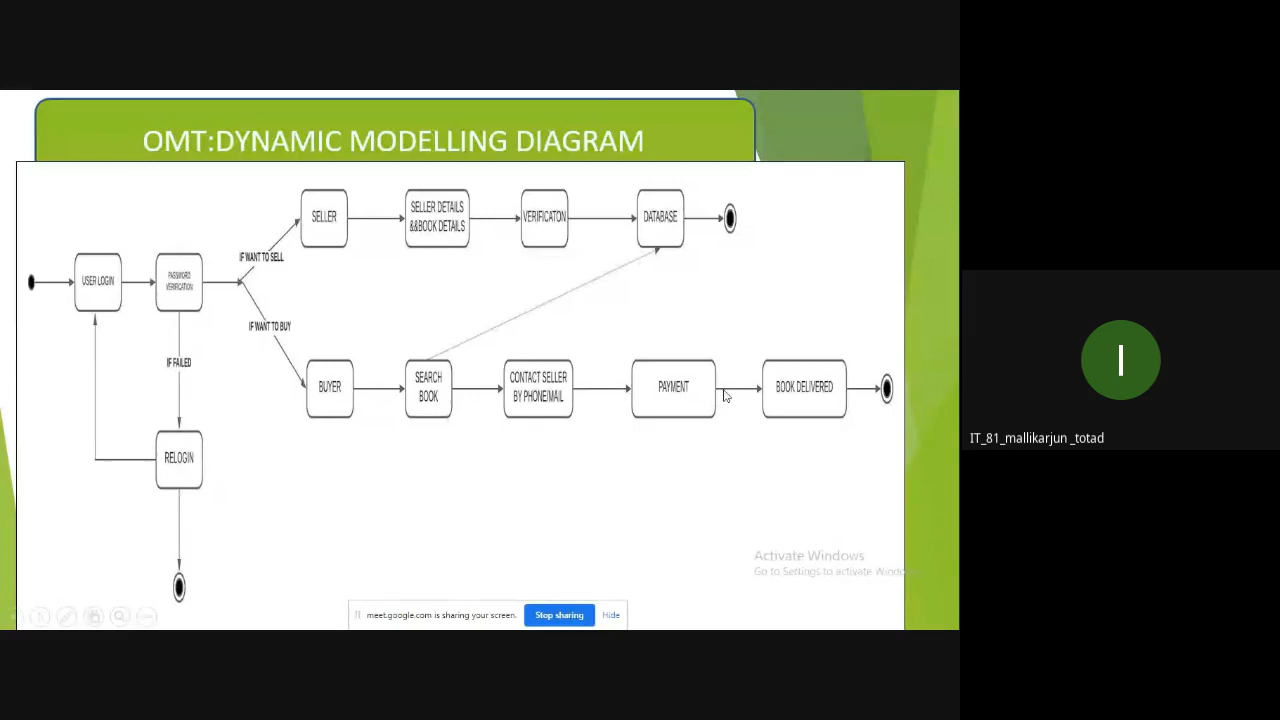 OMT:DYNAMIC MODELLING DIAGRAM
SELLER
SELLER DETAILS
&&BOOK DETAILS
VERIFICATON
DATABASE
IF WANT TO SELL
USER LOGIN
PASSWORD
VERIFICATION
IF WANT TO BUY
IF FAILED
BUYER
SEARCH
BOOK
CONTACT SELLER
BY PHONE/MAIL
PAYMENT
BOOK DELIVERED
RELOGIN
I
IT_81_mallikarjun _totad
Activate Windows
Go to Settings to activate Windows
meet.google.com is sharing your screen.
Stop sharing
Hide